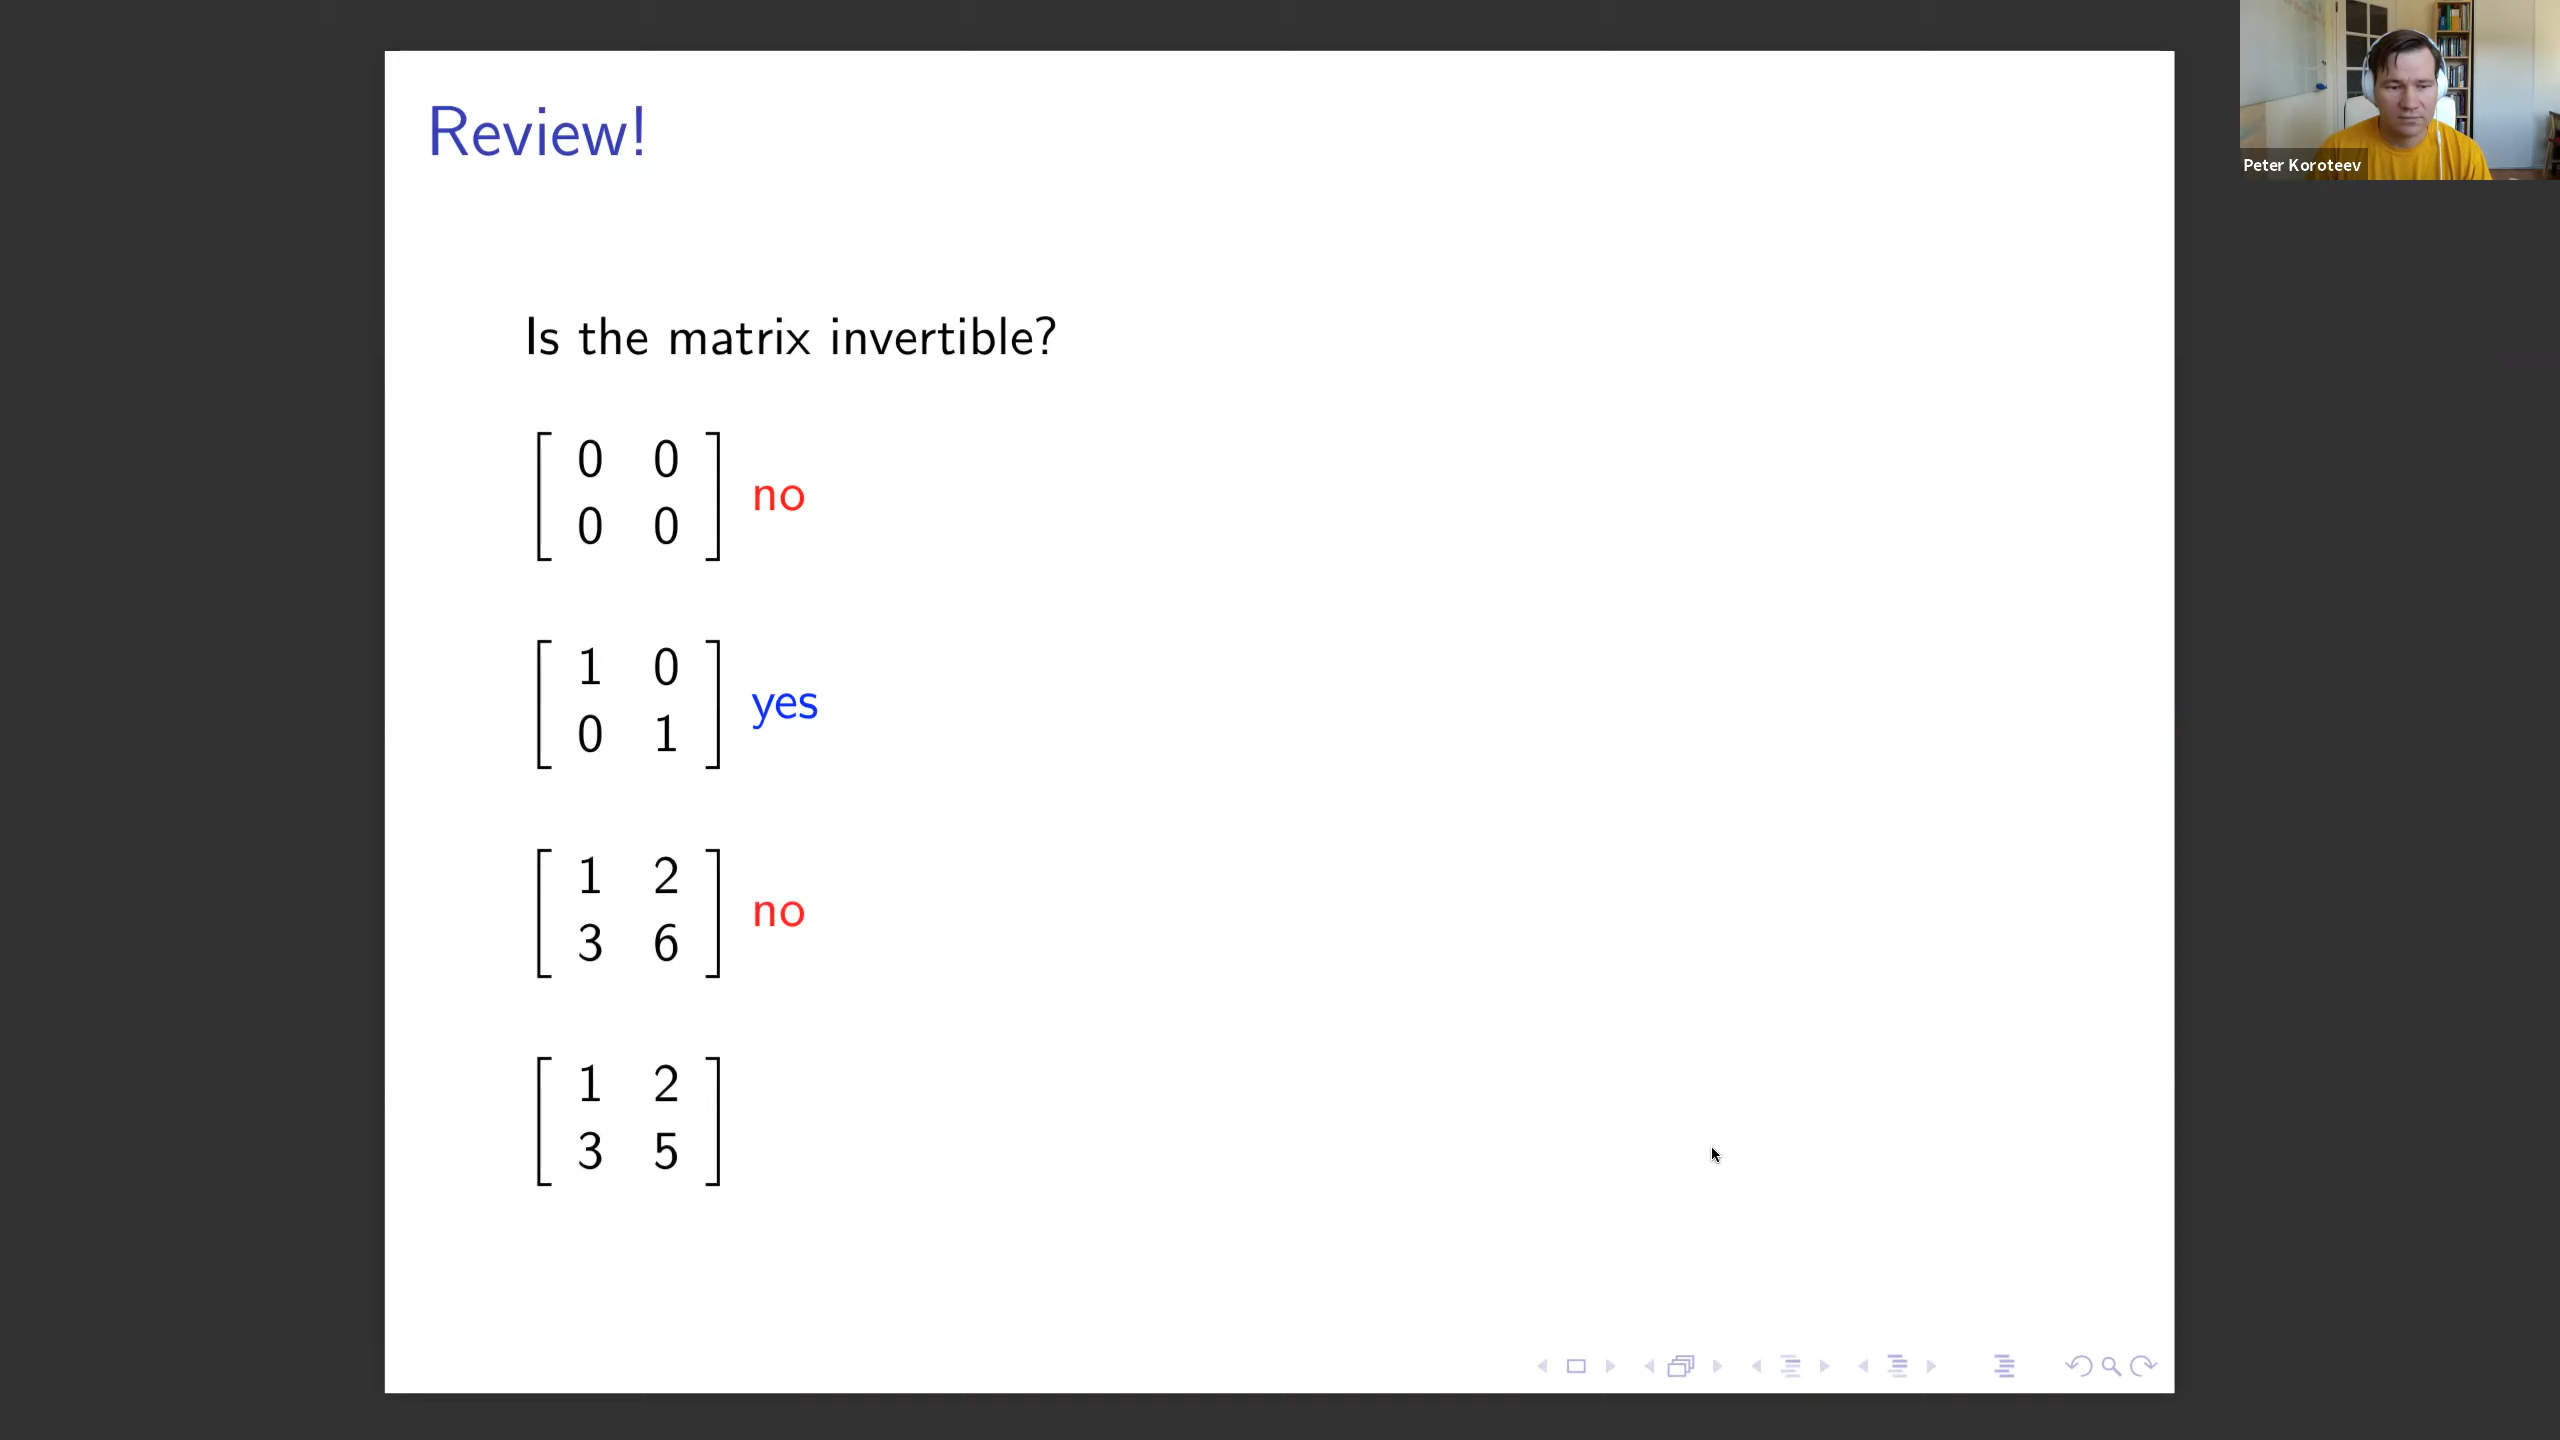 Review!
Peter Koroteev
Is the matrix invertible?
0 0
0 0
no
1 0
0 1
yes
1 2
3 6
no
1 2
3 5